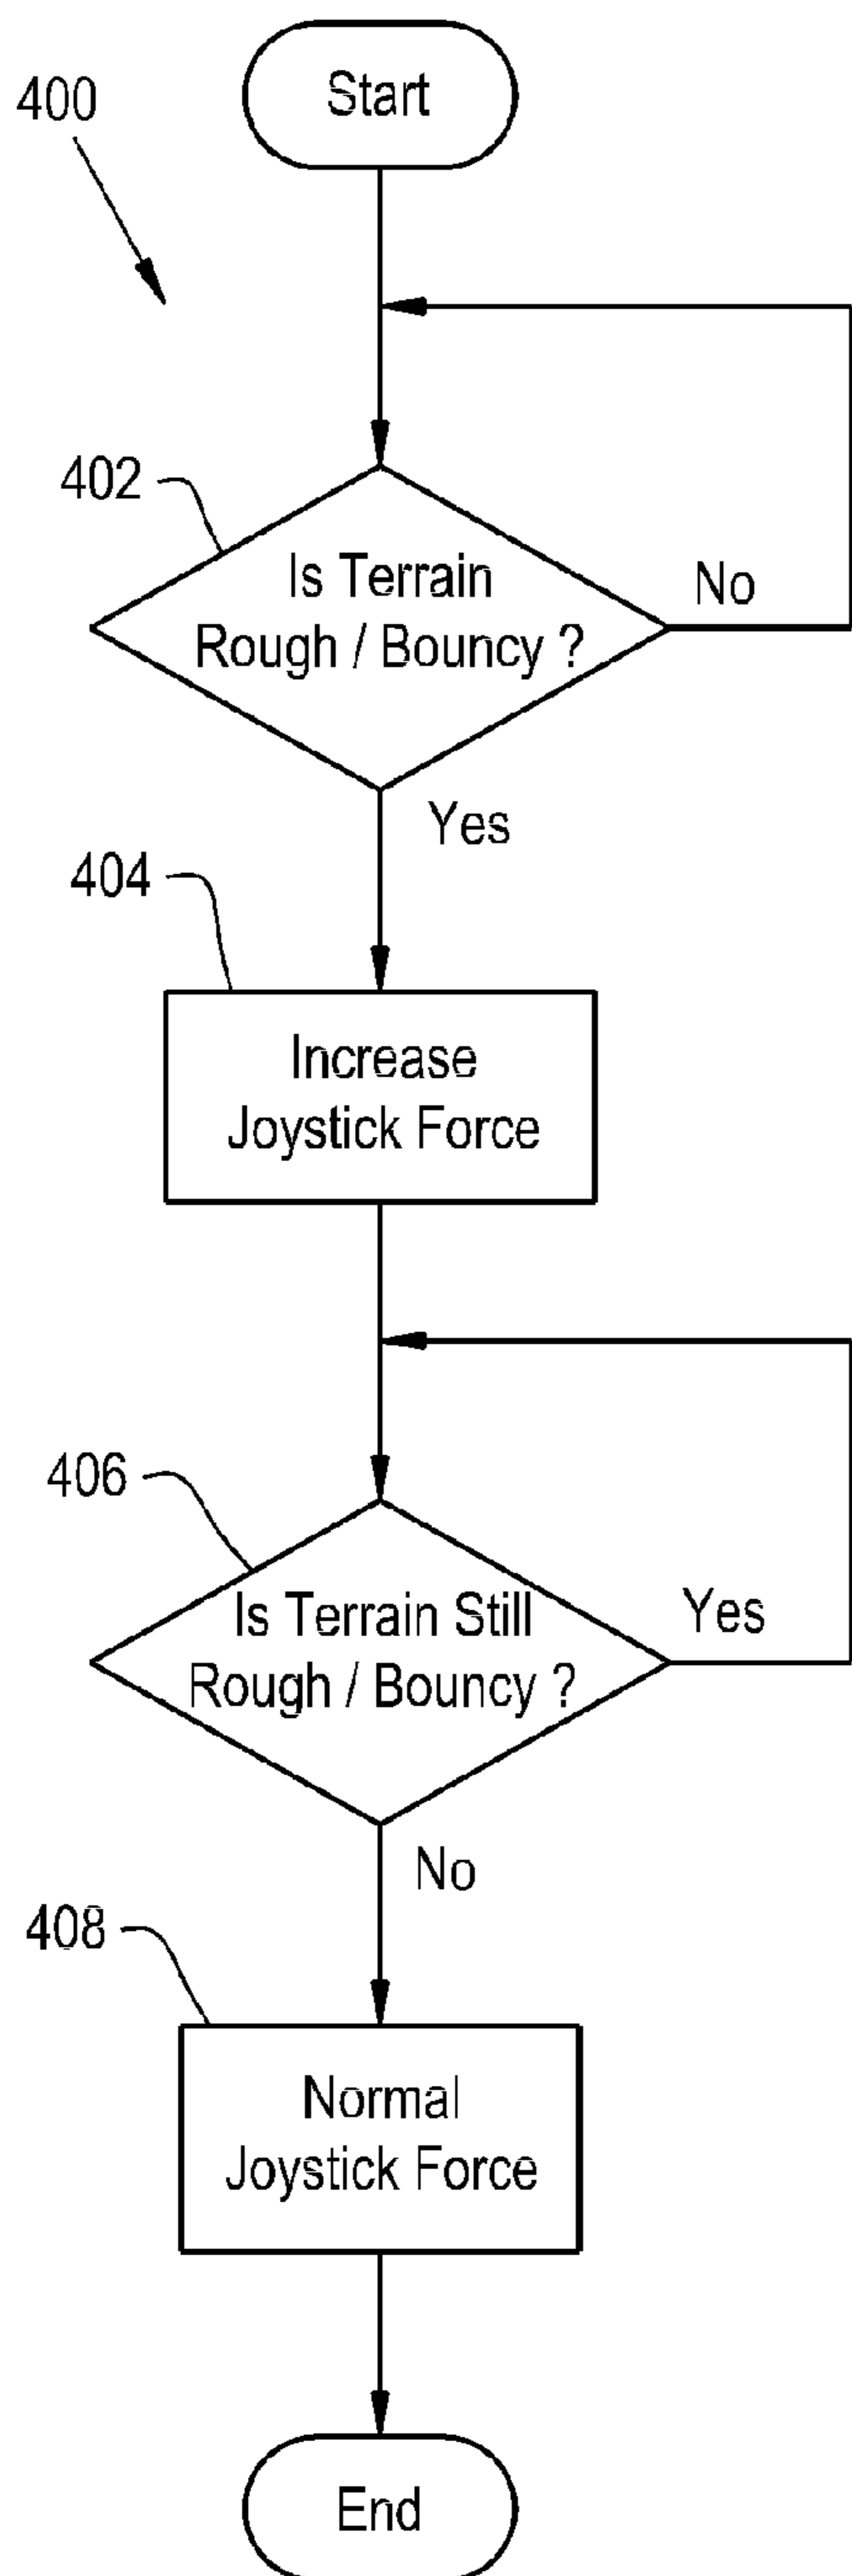 Start
400
402
Is Terrain
Rough / Bouncy ?
No
Yes
404
Increase
Joystick Force
406
Is Terrain Still
Rough / Bouncy ?
Yes
No
408
Normal
Joystick Force
End